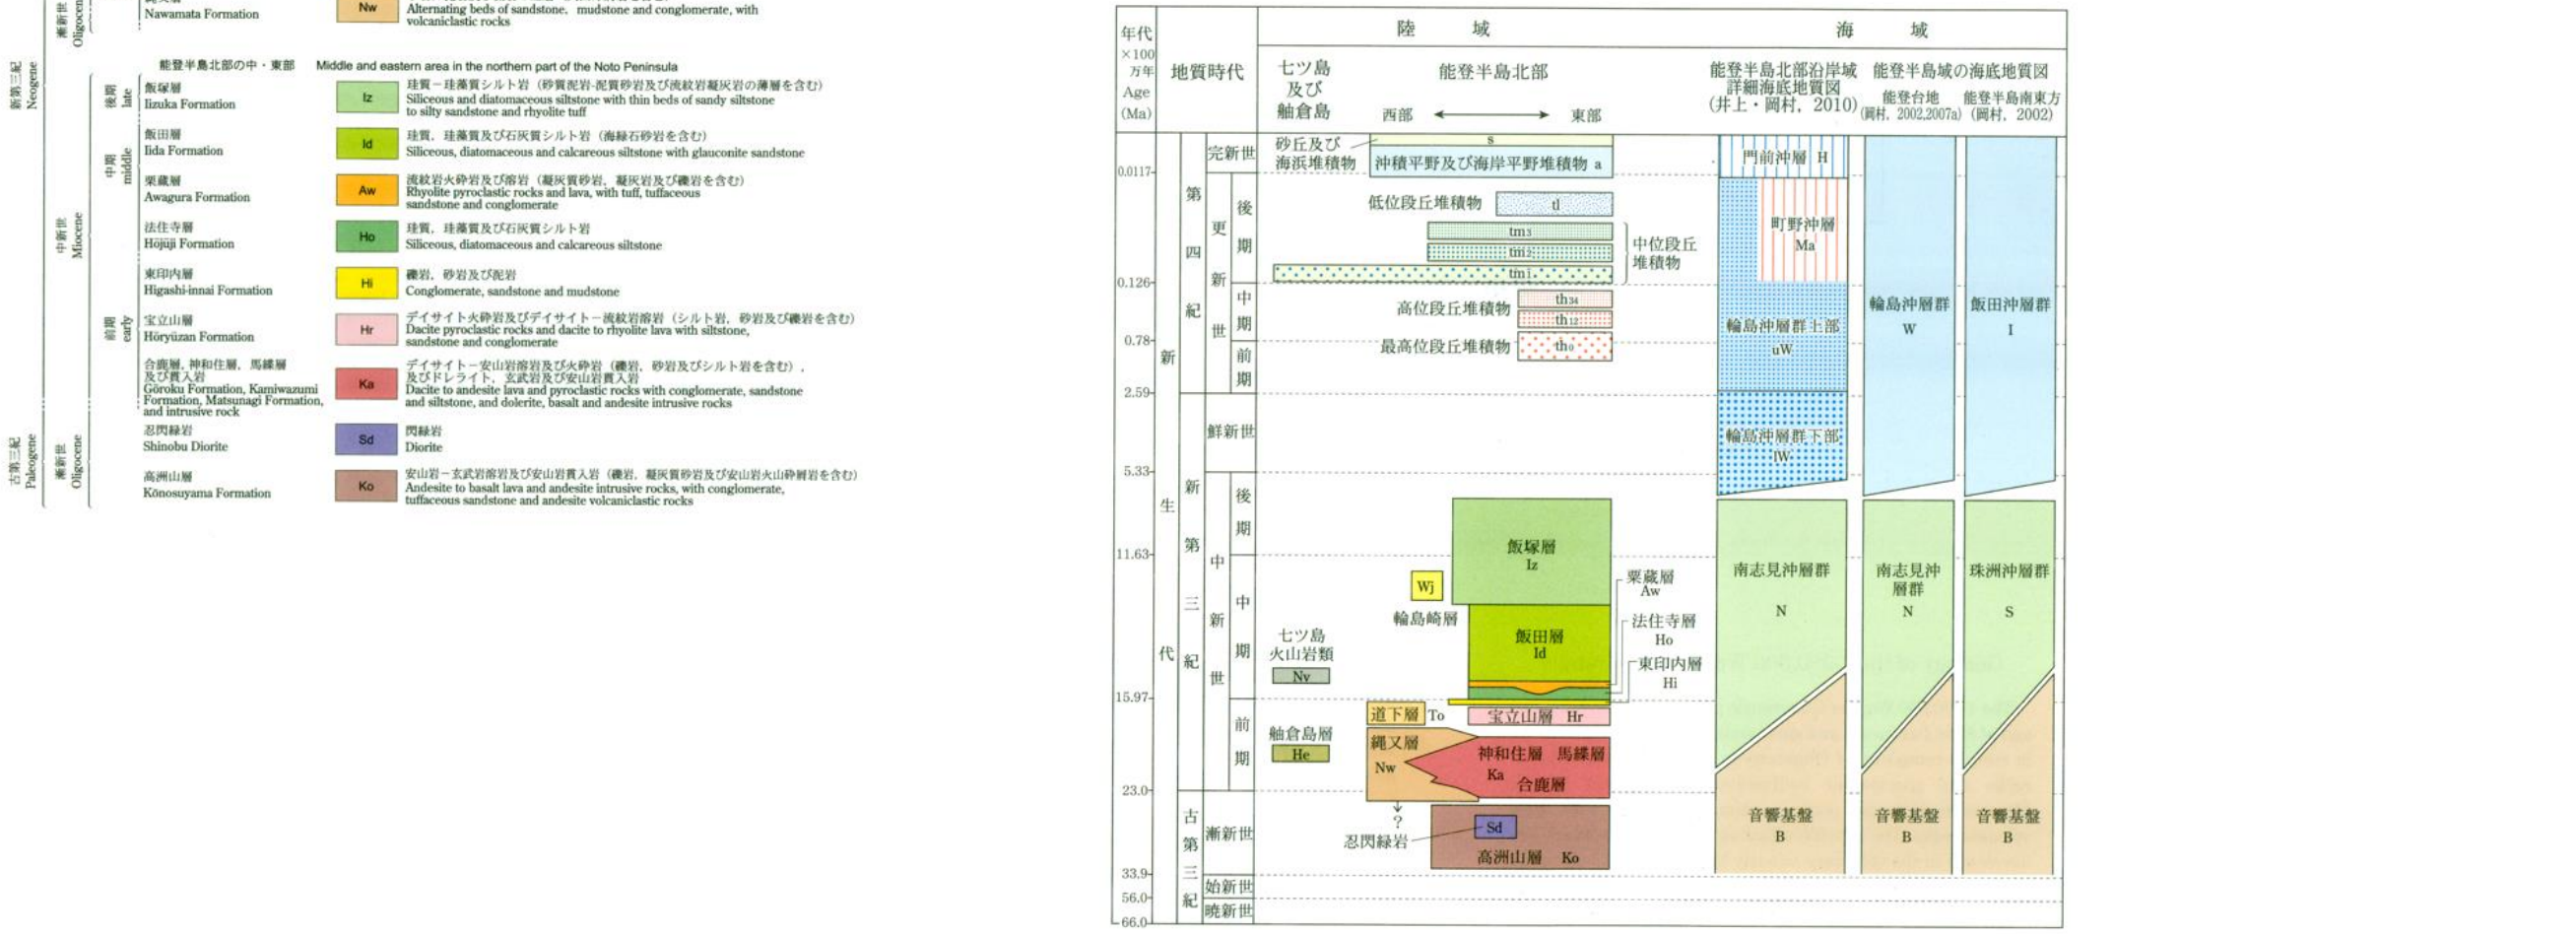 漸新世
Oligocene
Nawamata Formation
Nw
Alternating beds of sandstone, mudstone and conglomerate, with
volcaniclastic rocks
新第三紀
Neogene
能登半島北部の中・東部 Middle and eastern area in the northern part of the Noto Peninsula
中新世
Miocene
後期
late
飯塚層
Iizuka Formation
Iz
珪質－珪藻質シルト岩（砂質泥岩-泥質砂岩及び流紋岩凝灰岩の薄層を含む）
Siliceous and diatomaceous siltstone with thin beds of sandy siltstone
to silty sandstone and rhyolite tuff
中期
middle
飯田層
Iida Formation
Id
珪質，珪藻質及び石灰質シルト岩（海緑石砂岩を含む）
Siliceous, diatomaceous and calcareous siltstone with glauconite sandstone
粟蔵層
Awagura Formation
Aw
流紋岩火砕岩及び溶岩（凝灰質砂岩，凝灰岩及び礫岩を含む）
Rhyolite pyroclastic rocks and lava, with tuff, tuffaceous
sandstone and conglomerate
法住寺層
Hōjūji Formation
Ho
珪質，珪藻質及び石灰質シルト岩
Siliceous, diatomaceous and calcareous siltstone
東印内層
Higashi-innai Formation
Hi
礫岩，砂岩及び泥岩
Conglomerate, sandstone and mudstone
前期
early
宝立山層
Hōryūzan Formation
Hr
デイサイト火砕岩及びデイサイト－流紋岩溶岩（シルト岩，砂岩及び礫岩を含む）
Dacite pyroclastic rocks and dacite to rhyolite lava with siltstone,
sandstone and conglomerate
合鹿層，神和住層，馬緤層
及び貫入岩
Gōroku Formation, Kamiwazumi
Formation, Matsunagi Formation,
and intrusive rock
Ka
デイサイト－安山岩溶岩及び火砕岩（礫岩，砂岩及びシルト岩を含む），
及びドレライト，玄武岩及び安山岩貫入岩
Dacite to andesite lava and pyroclastic rocks with conglomerate, sandstone
and siltstone, and dolerite, basalt and andesite intrusive rocks
古第三紀
Paleogene
漸新世
Oligocene
忍閃緑岩
Shinobu Diorite
Sd
閃緑岩
Diorite
高洲山層
Kōnosuyama Formation
Ko
安山岩－玄武岩溶岩及び安山岩貫入岩（礫岩，凝灰質砂岩及び安山岩火山砕屑岩を含む）
Andesite to basalt lava and andesite intrusive rocks, with conglomerate,
tuffaceous sandstone and andesite volcaniclastic rocks
年代
×100
万年
Age
(Ma)
地質時代
陸 域
海 域
七ツ島
及び
舳倉島
能登半島北部
西部
東部
能登半島北部沿岸域
詳細海底地質図
(井上・岡村，2010)
能登半島域の海底地質図
能登台地
(岡村，2002,2007a)
能登半島南東方
(岡村，2002)
0.0117
0.126
0.78
2.59
5.33
11.63
15.97
23.0
33.9
56.0
66.0
新生代
第四紀
新第三紀
古第三紀
完新世
更新世
後期
中期
前期
鮮新世
中新世
後期
中期
前期
漸新世
始新世
暁新世
砂丘及び
海浜堆積物
s
沖積平野及び海岸平野堆積物 a
低位段丘堆積物
tl
tm3
tm2
tm1
中位段丘
堆積物
高位段丘堆積物
th34
th12
最高位段丘堆積物
th0
飯塚層
Iz
Wj
輪島崎層
飯田層
Id
粟蔵層
Aw
法住寺層
Ho
東印内層
Hi
七ツ島
火山岩類
Nv
道下層 To
宝立山層 Hr
舳倉島層
He
縄又層
Nw
神和住層 馬緤層
Ka
合鹿層
?
忍閃緑岩
Sd
高洲山層 Ko
門前沖層 H
町野沖層
Ma
輪島沖層群上部
uW
輪島沖層群下部
lW
南志見沖層群
N
音響基盤
B
輪島沖層群
W
南志見沖
層群
N
音響基盤
B
飯田沖層群
I
珠洲沖層群
S
音響基盤
B